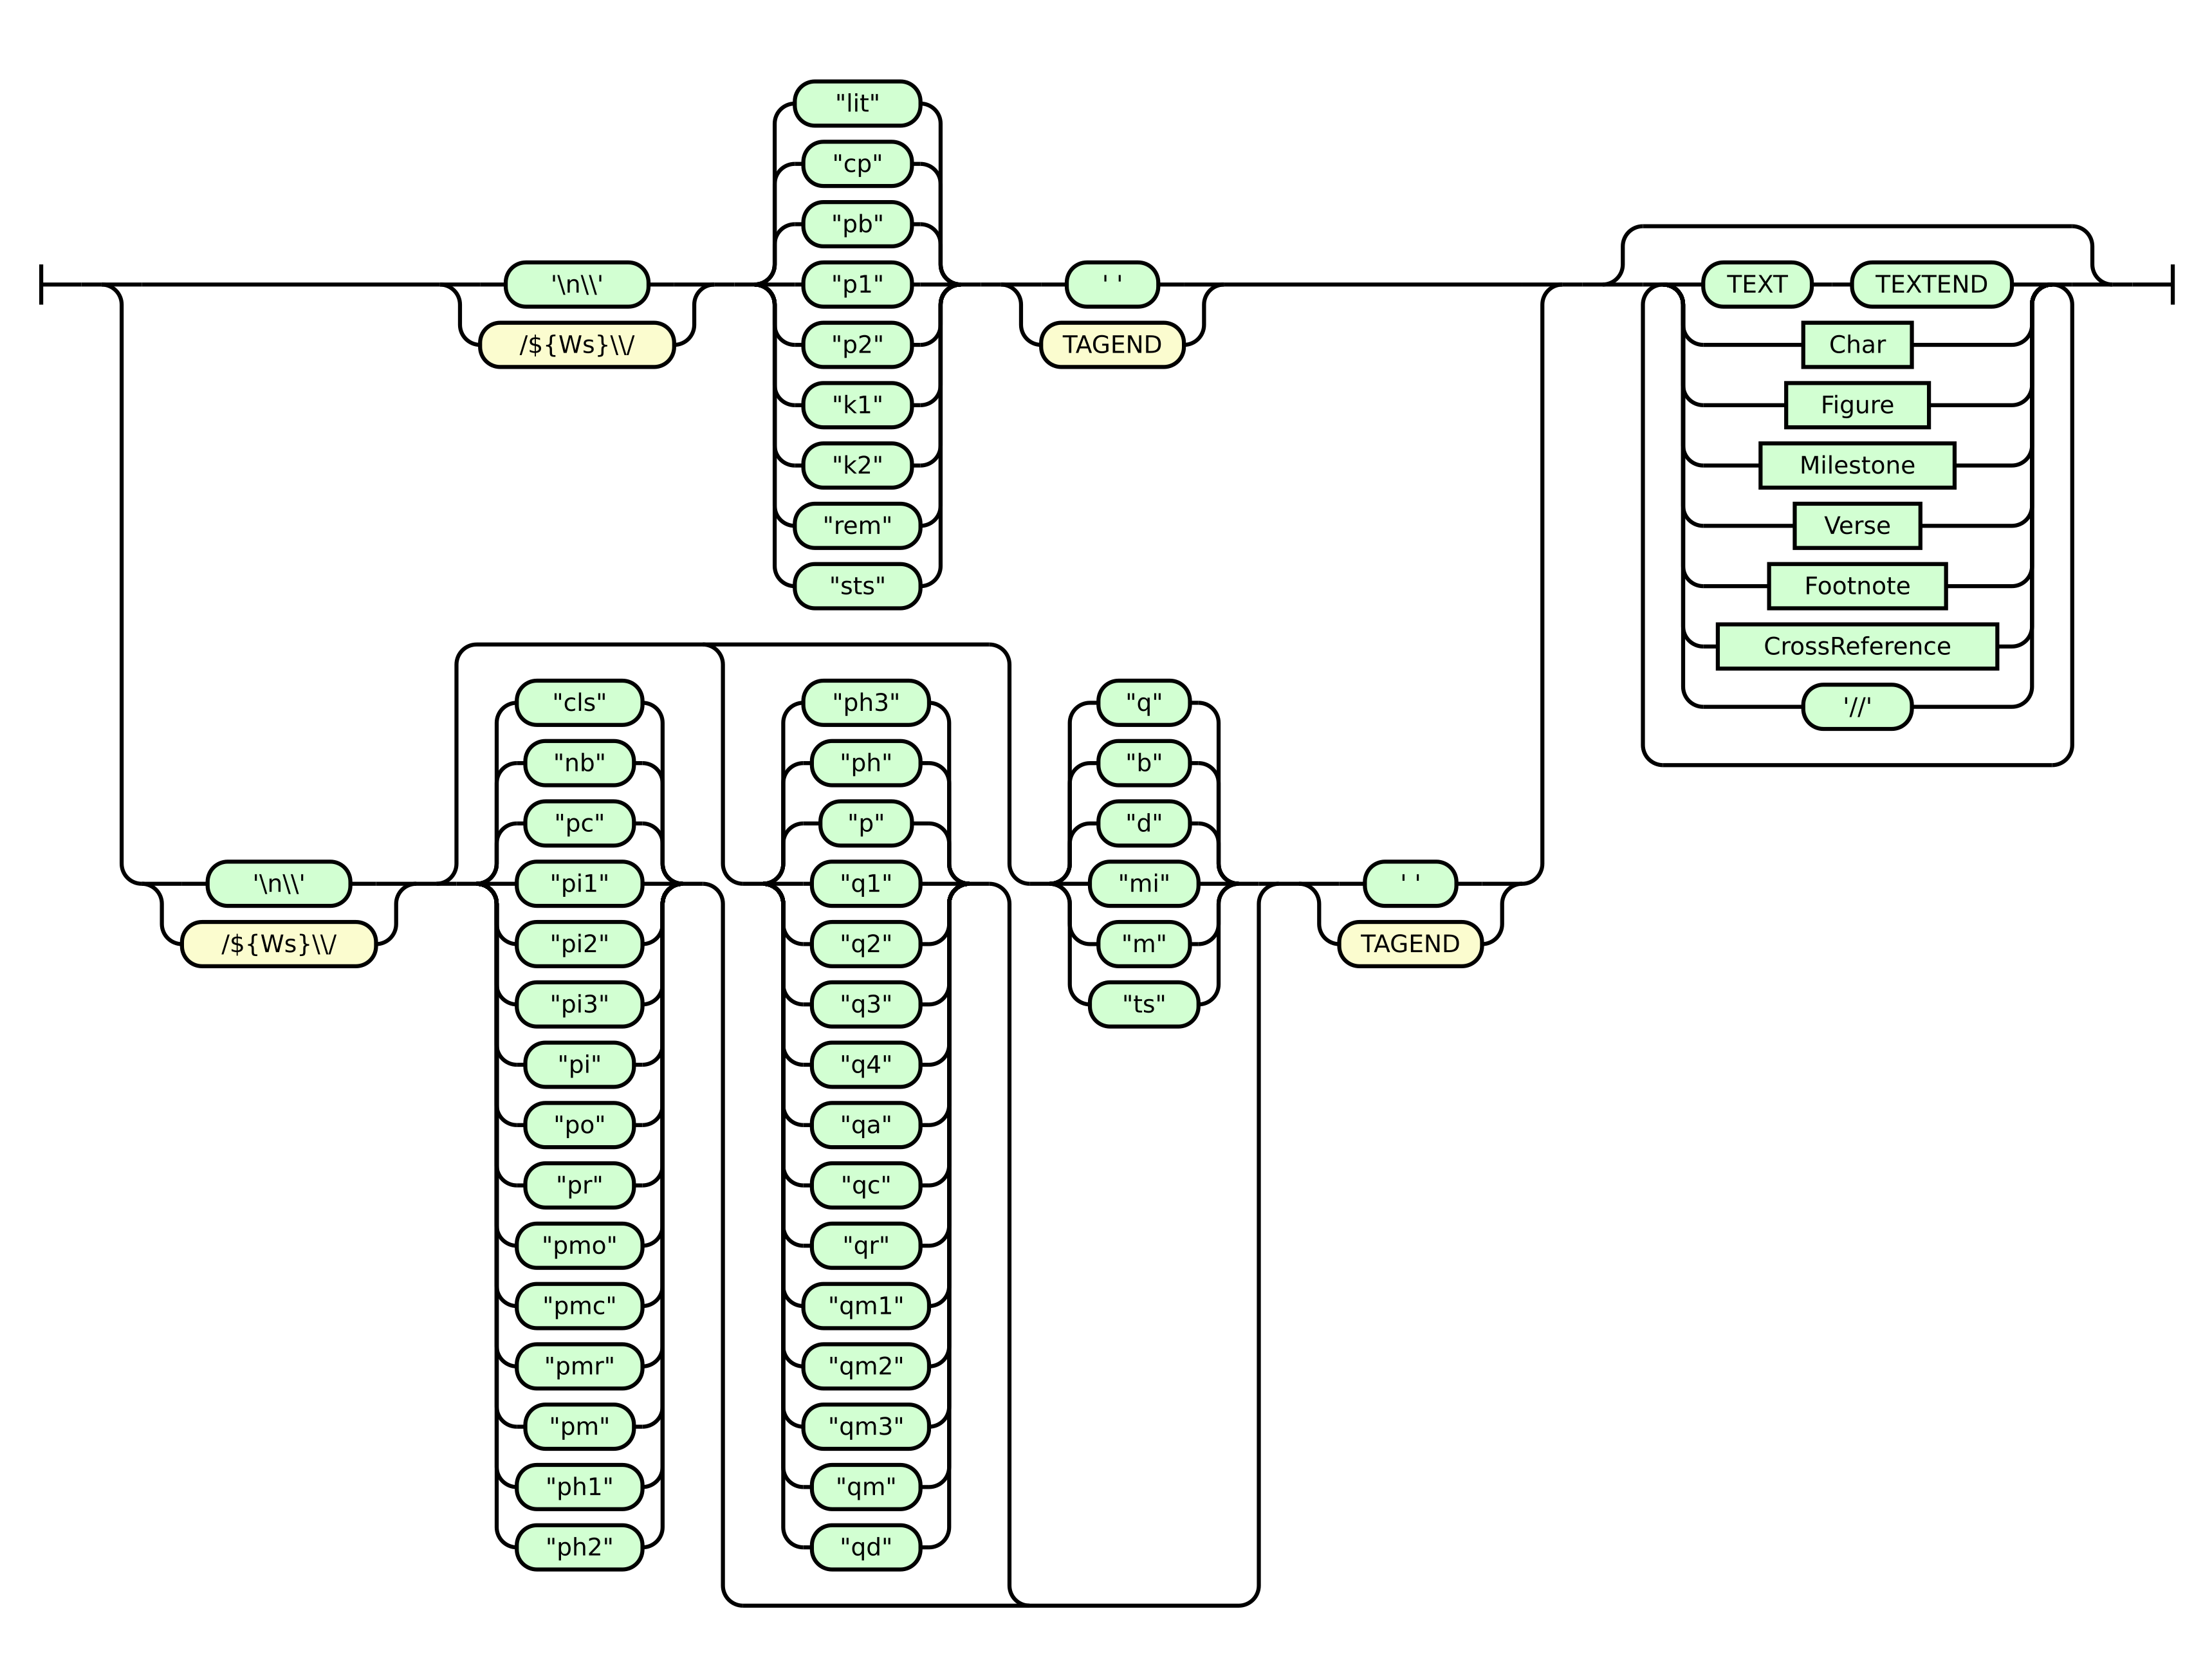 "lit"
"cp"
"pb"
'\n\\'
/${Ws}\\/
"p1"
"p2"
"k1"
"k2"
"rem"
"sts"
' '
TAGEND
TEXT
TEXTEND
Char
Figure
Milestone
Verse
Footnote
CrossReference
'//'
'\n\\'
/${Ws}\\/
"cls"
"nb"
"pc"
"pi1"
"pi2"
"pi3"
"pi"
"po"
"pr"
"pmo"
"pmc"
"pmr"
"pm"
"ph1"
"ph2"
"ph3"
"ph"
"p"
"q1"
"q2"
"q3"
"q4"
"qa"
"qc"
"qr"
"qm1"
"qm2"
"qm3"
"qm"
"qd"
"q"
"b"
"d"
"mi"
"m"
"ts"
' '
TAGEND